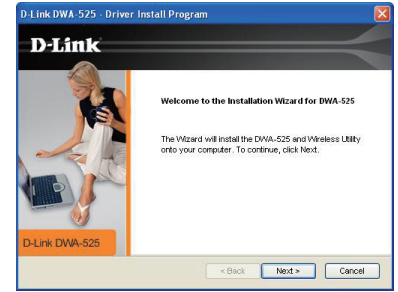 D-Link DWA-525 - Driver Install Program
D-Link
Welcome to the Installation Wizard for DWA-525
The Wizard will install the DWA-525 and Wireless Utility
onto your computer. To continue, click Next.
D-Link DWA-525
< Back
Next >
Cancel